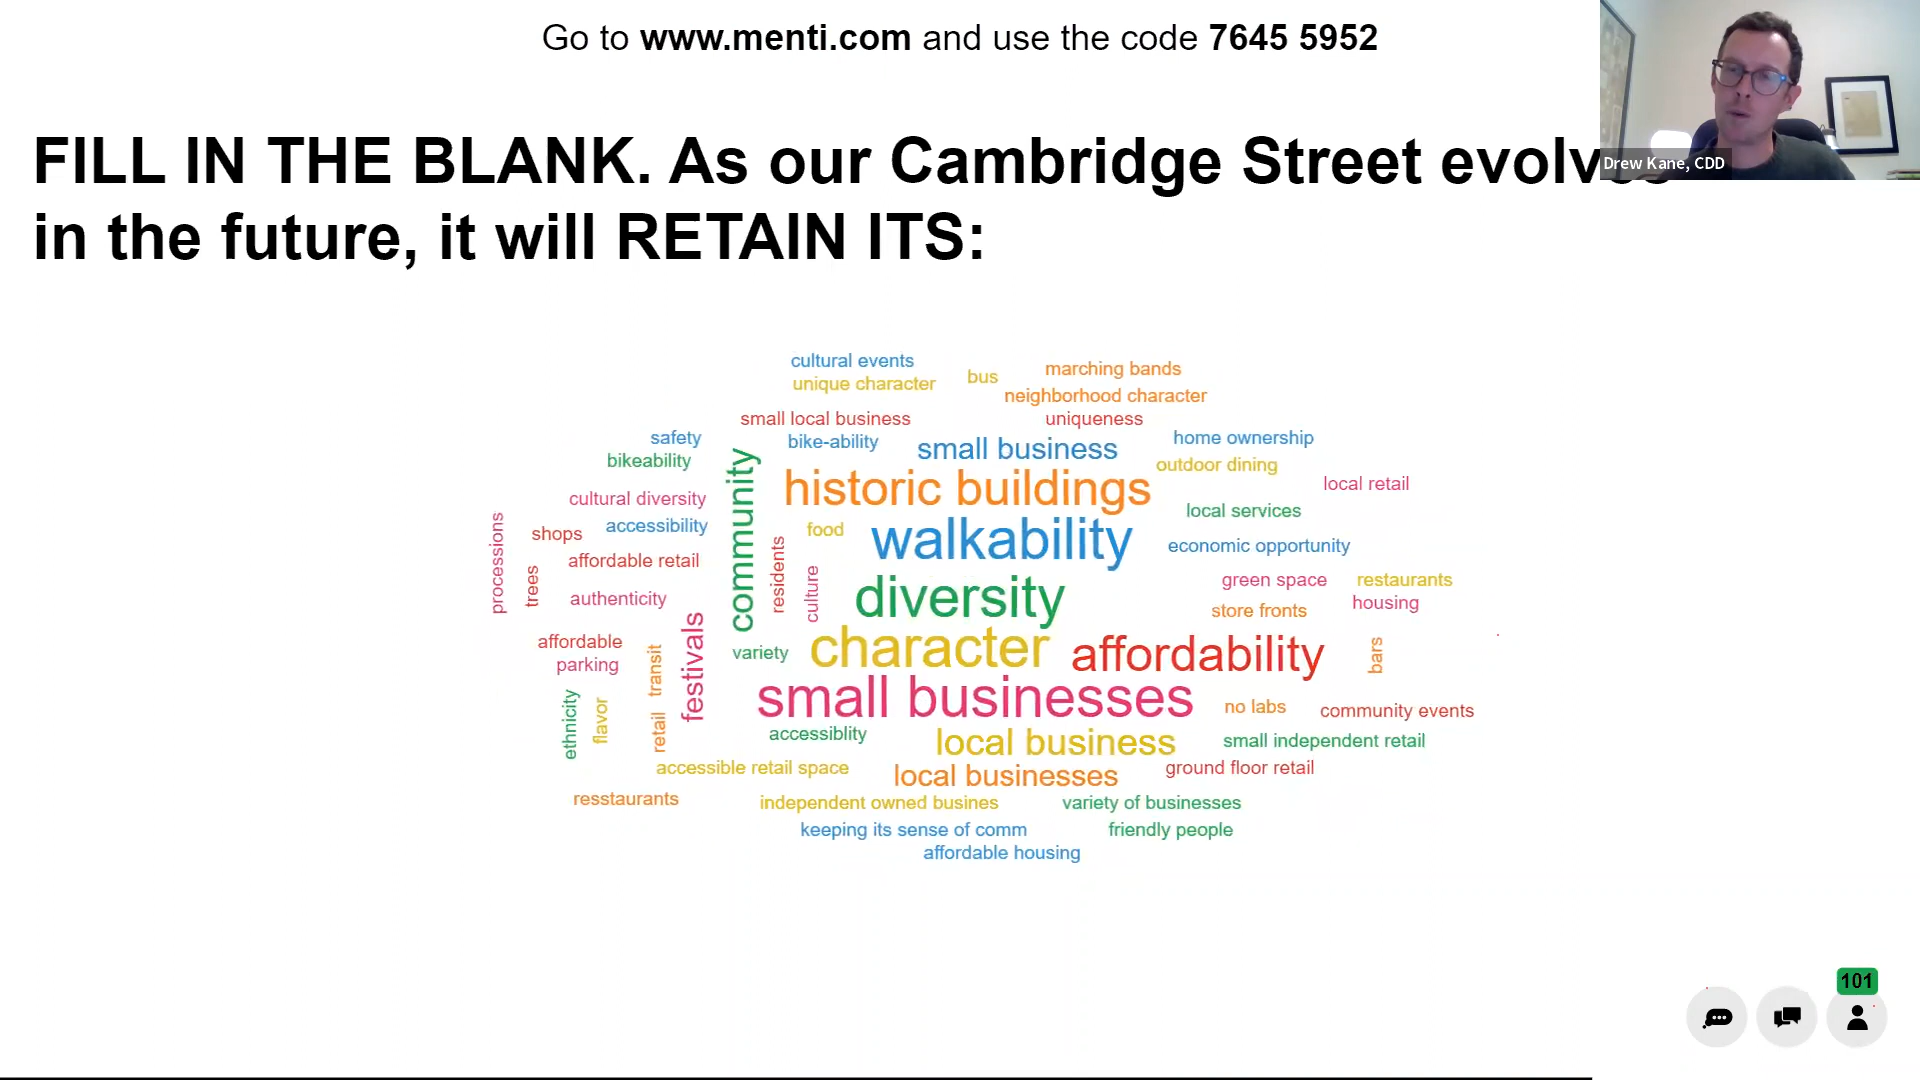 Go to www.menti.com and use the code 7645 5952
FILL IN THE BLANK. As our Cambridge Street evolves
in the future, it will RETAIN ITS:
Drew Kane, CDD
cultural events
marching bands
unique character
bus
neighborhood character
small local business
uniqueness
safety
bike-ability
small business
home ownership
bikeability
community
outdoor dining
historic buildings
local retail
cultural diversity
local services
processions
shops
accessibility
food
walkability
economic opportunity
affordable retail
residents
trees
culture
green space
restaurants
authenticity
diversity
housing
store fronts
affordable
festivals
transit
variety
character
affordability
bars
parking
small businesses
ethnicity
flavor
retail
no labs
community events
accessiblity
local business
small independent retail
accessible retail space
local businesses
ground floor retail
resstaurants
independent owned busines
variety of businesses
keeping its sense of comm
friendly people
affordable housing
101